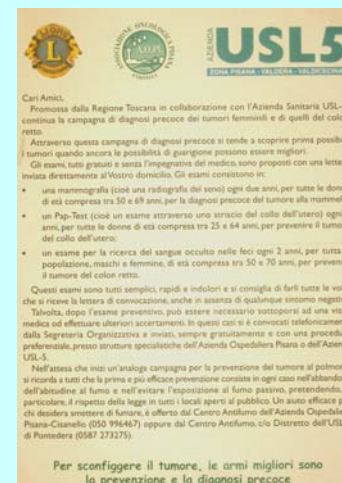 LIONS
L
ASSOCIAZIONE ONCOLOGICA PISANA
A.O.PI.
AZIENDA
USL5
ZONA PISANA - VALDERA - VALDICECINA
Cari Amici,
Promossa dalla Regione Toscana in collaborazione con l'Azienda Sanitaria USL-
continua la campagna di diagnosi precoce dei tumori femminili e di quelli del colo
retto.
Attraverso questa campagna di diagnosi precoce si tende a scoprire prima possibi
i tumori quando ancora le possibilità di guarigione possono essere migliori.
Gli esami, tutti gratuiti e senza l'impegnativa del medico, sono proposti con una lette
inviata direttamente al Vostro domicilio. Gli esami consistono in:
• una mammografia (cioè una radiografia del seno) ogni due anni, per tutte le don
di età compresa tra 50 e 69 anni, per la diagnosi precoce del tumore alla mammel
• un Pap-Test (cioè un esame attraverso uno striscio del collo dell'utero) ogni
anni, per tutte le donne di età compresa tra 25 e 64 anni, per prevenire il tumo
del collo dell'utero;
• un esame per la ricerca del sangue occulto nelle feci ogni 2 anni, per tutta
popolazione, maschi e femmine, di età compresa tra 50 e 70 anni, per preven
il tumore del colon retto.
Questi esami sono tutti semplici, rapidi e indolori e si consiglia di farli tutte le vol
che si riceve la lettera di convocazione, anche in assenza di qualunque sintomo negati
Talvolta, dopo l'esame preventivo, può essere necessario sottoporsi ad una vis
medica od effettuare ulteriori accertamenti. In questi casi si è convocati telefonicamen
dalla Segreteria Organizzativa e inviati, sempre gratuitamente e con una procedu
preferenziale, presso strutture specialistiche dell'Azienda Ospedaliera Pisana o dell'Azien
USL-5.
Nell'attesa che inizi un'analoga campagna per la prevenzione del tumore al polmon
si ricorda a tutti che la prima e più efficace prevenzione consiste in ogni caso nell'abbando
dell'abitudine al fumo e nell'evitare l'esposizione al fumo passivo, pretendendo,
particolare, il rispetto della legge in tutti i locali aperti al pubblico. Un aiuto efficace p
chi desidera smettere di fumare, è offerto dal Centro Antifumo dell'Azienda Ospedalie
Pisana-Cisanello (050 996467) oppure dal Centro Antifumo, c/o Distretto dell'USL
di Pontedera (0587 273275).
Per sconfiggere il tumore, le armi migliori sono
la prevenzione e la diagnosi precoce